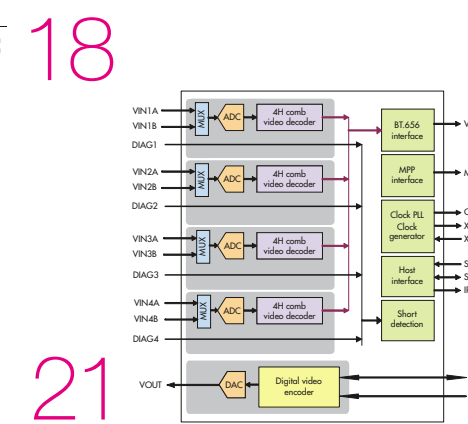 18
VIN1A
VIN1B
DIAG1
MUX
ADC
4H comb
video decoder
VIN2A
VIN2B
DIAG2
MUX
ADC
4H comb
video decoder
VIN3A
VIN3B
DIAG3
MUX
ADC
4H comb
video decoder
VIN4A
VIN4B
DIAG4
MUX
ADC
4H comb
video decoder
BT.656
interface
MPP
interface
Clock PLL
Clock
generator
Host
interface
Short
detection
21
VOUT
DAC
Digital video
encoder